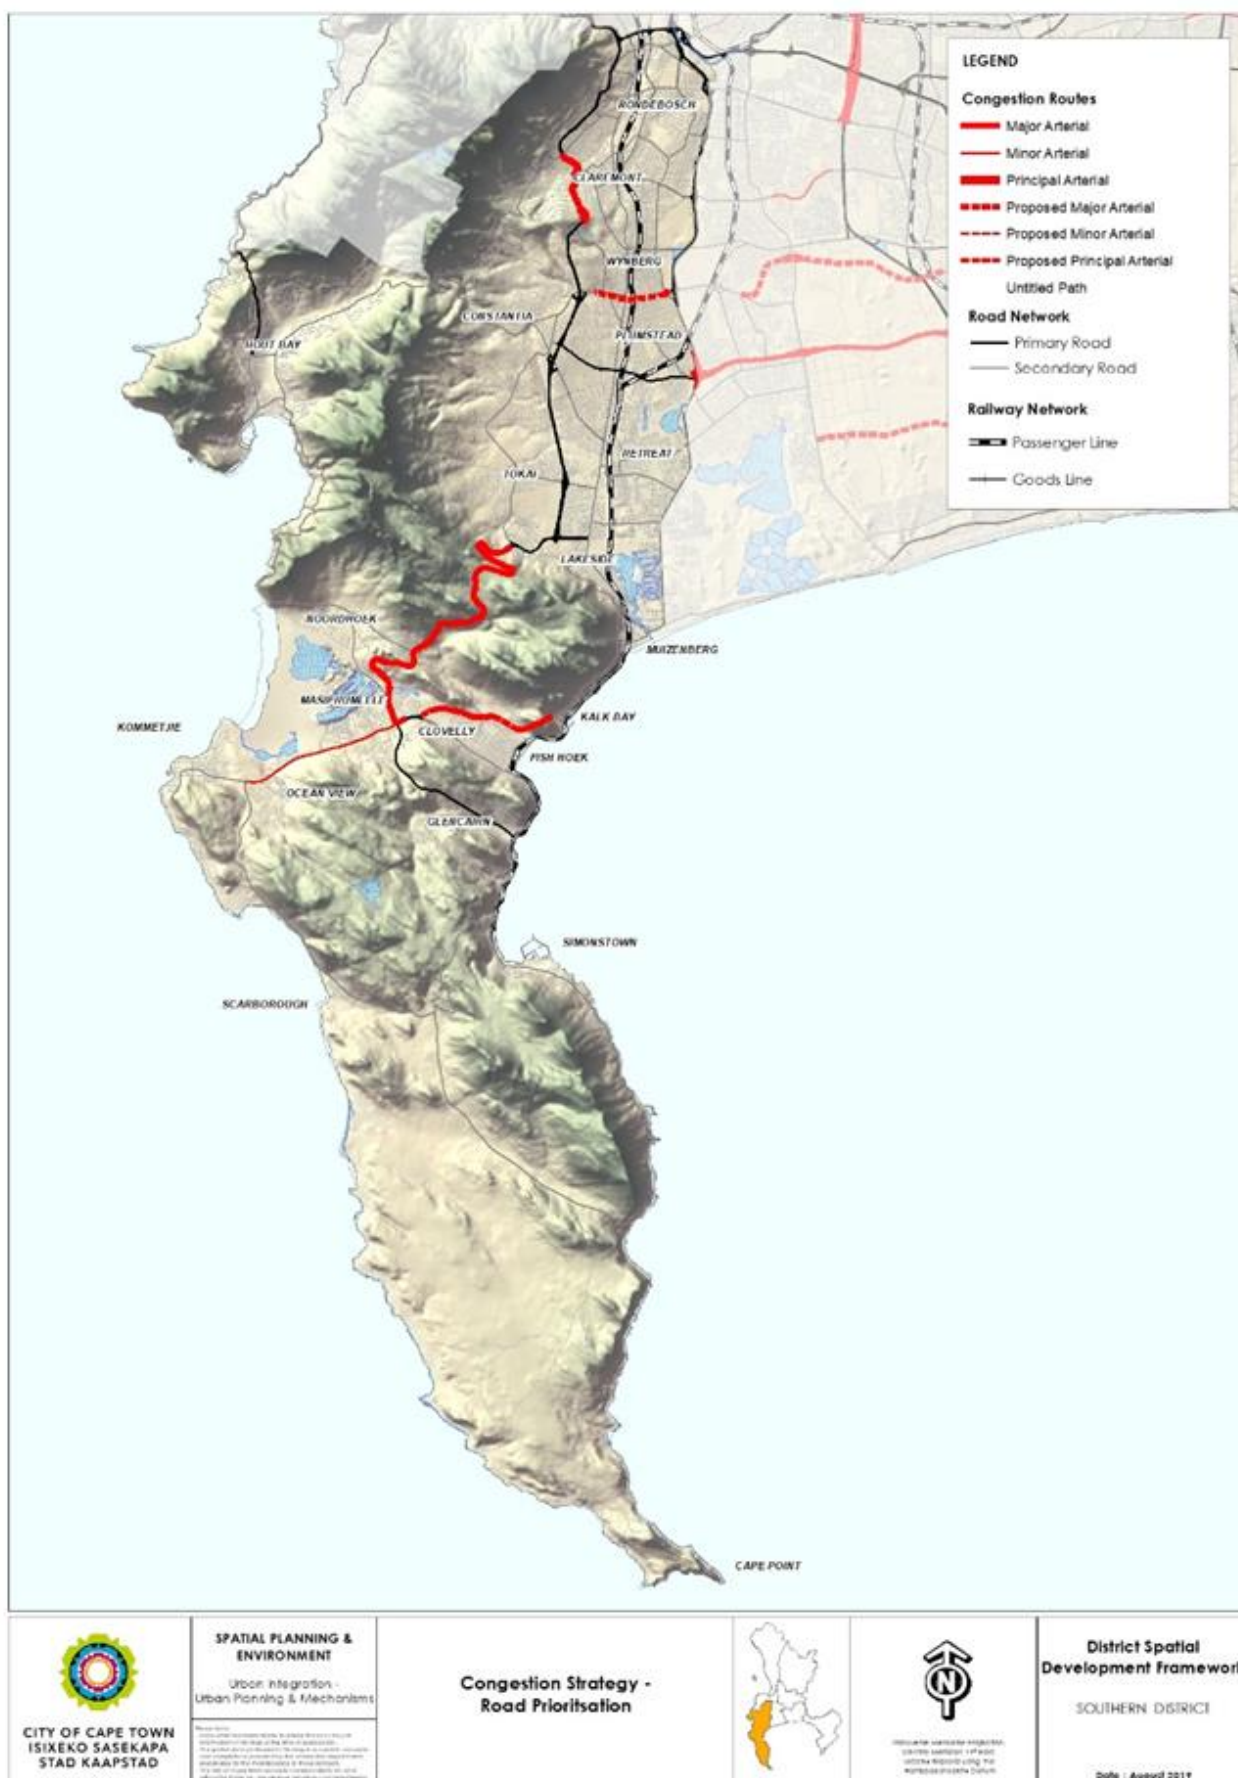 LEGEND
Congestion Routes
Major Arterial
Minor Arterial
Principal Arterial
Proposed Major Arterial
Proposed Minor Arterial
Proposed Principal Arterial
Untitled Path
Road Network
Primary Road
Secondary Road
Railway Network
Passenger Line
Goods Line
RONDEBOSCH
CLAREMONT
WYNBERG
CONSTANTIA
PLUMSTEAD
HOUT BAY
RETREAT
TOKAI
LAKESIDE
NOORDHOEK
MUIZENBERG
MASIPHUMELELE
KOMMETJIE
KALK BAY
CLOVELLY
FISH HOEK
OCEAN VIEW
GLENCAIRN
SIMONSTOWN
SCARBOROUGH
CAPE POINT
CITY OF CAPE TOWN
ISIXEKO SASEKAPA
STAD KAAPSTAD
SPATIAL PLANNING &
ENVIRONMENT
Urban Integration -
Urban Planning & Mechanisms
Congestion Strategy -
Road Prioritsation
N
District Spatial
Development Framework
SOUTHERN DISTRICT
Date : August 2019